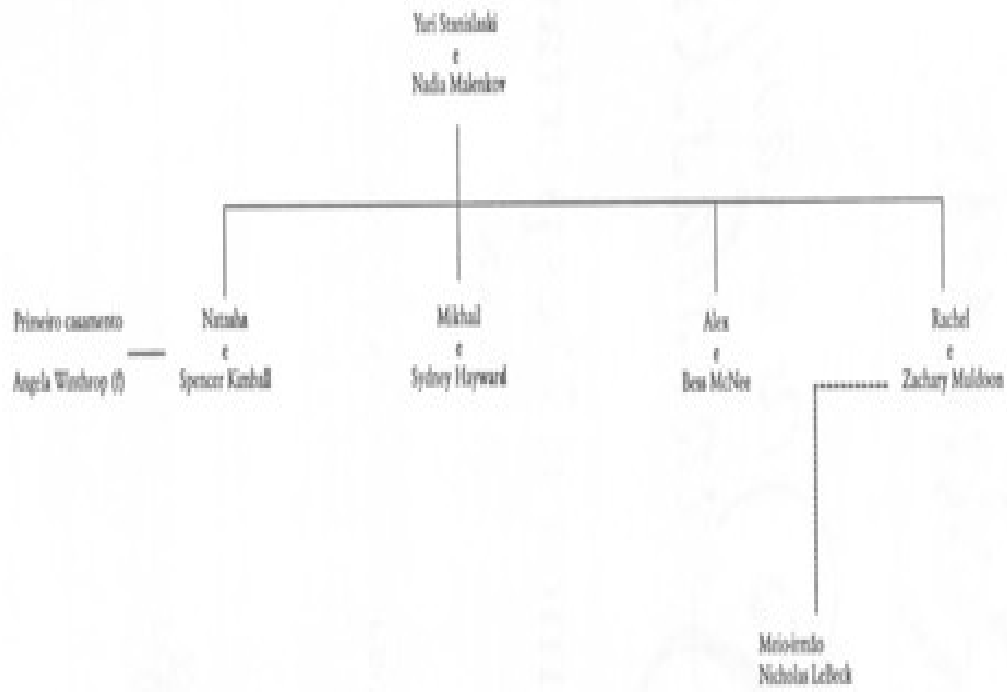 Yuri Stanislaski
e
Nadia Malenkow
Primeiro casamento
Angela Winthrop (f)
Natasha
e
Spencer Kimball
Mikhail
e
Sydney Hayward
Alex
e
Bess McNee
Rachel
e
Zachary Muldoon
Meio-irmão
Nicholas LeBeck